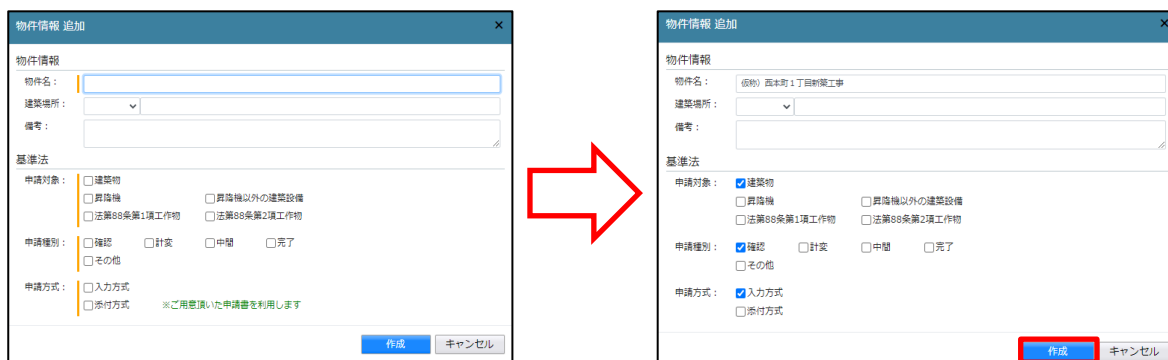 物件情報 追加
×
物件情報
物件名：
建築場所：
備考：
基準法
申請対象：
建築物
昇降機
昇降機以外の建築設備
法第88条第1項工作物
法第88条第2項工作物
申請種別：
確認
計変
中間
完了
その他
申請方式：
入力方式
添付方式
※ご用意頂いた申請書を利用します
作成
キャンセル
物件情報 追加
×
物件情報
物件名：
仮称）西本町１丁目新築工事
建築場所：
備考：
基準法
申請対象：
建築物
昇降機
昇降機以外の建築設備
法第88条第1項工作物
法第88条第2項工作物
申請種別：
確認
計変
中間
完了
その他
申請方式：
入力方式
添付方式
作成
キャンセル